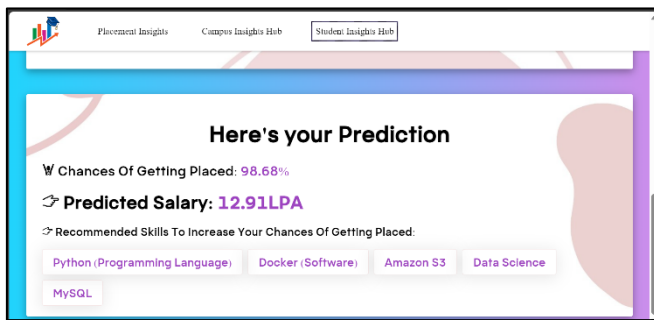 Placement Insights Campus Insights Hub Student Insights Hub
Here's your Prediction
Chances Of Getting Placed: 98.68%
Predicted Salary: 12.91LPA
Recommended Skills To Increase Your Chances Of Getting Placed:
Python (Programming Language) Docker (Software) Amazon S3 Data Science
MySQL